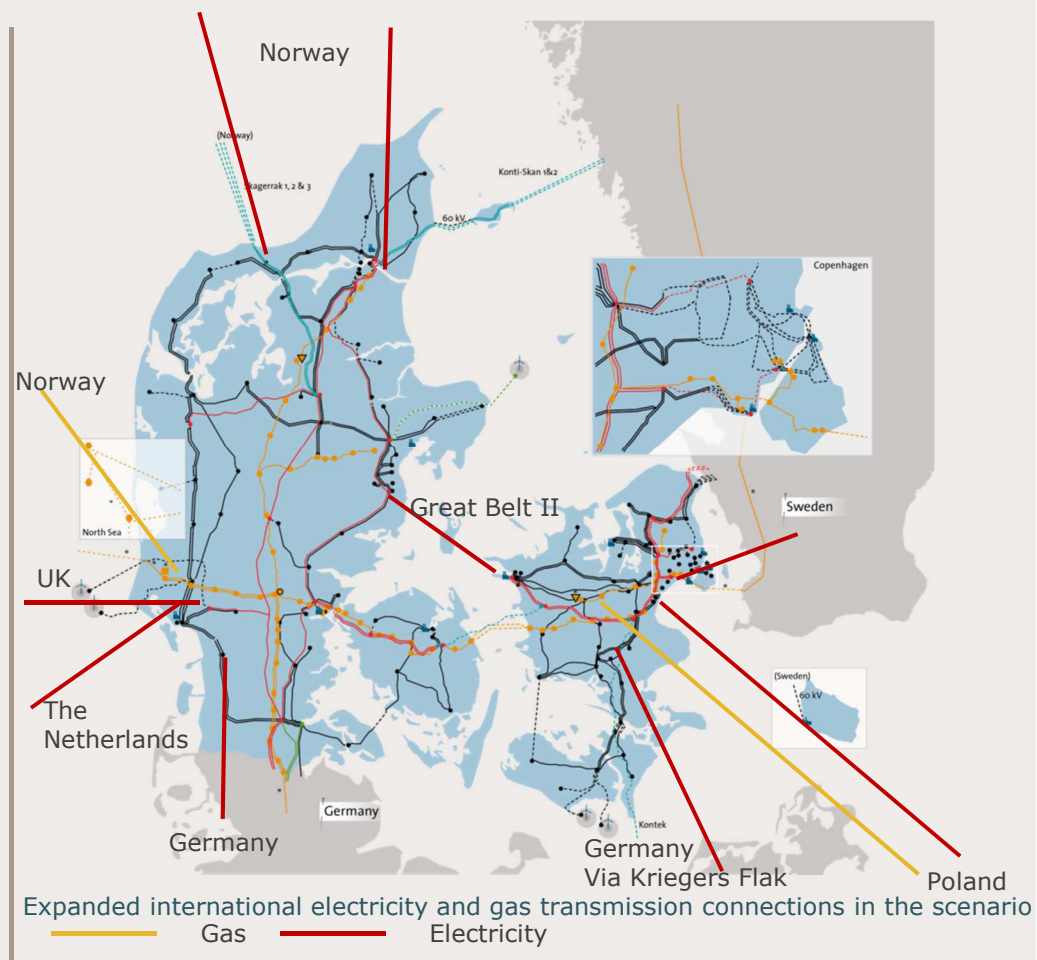 Norway
(Norway)
Skagerrak 1, 2 & 3
Konti-Skan 1&2
60 kV
Copenhagen
Norway
North Sea
Great Belt II
Sweden
UK
(Sweden)
60 kV
The
Netherlands
Germany
Germany
Kontek
Germany
Via Kriegers Flak
Poland
Expanded international electricity and gas transmission connections in the scenario
Gas
Electricity